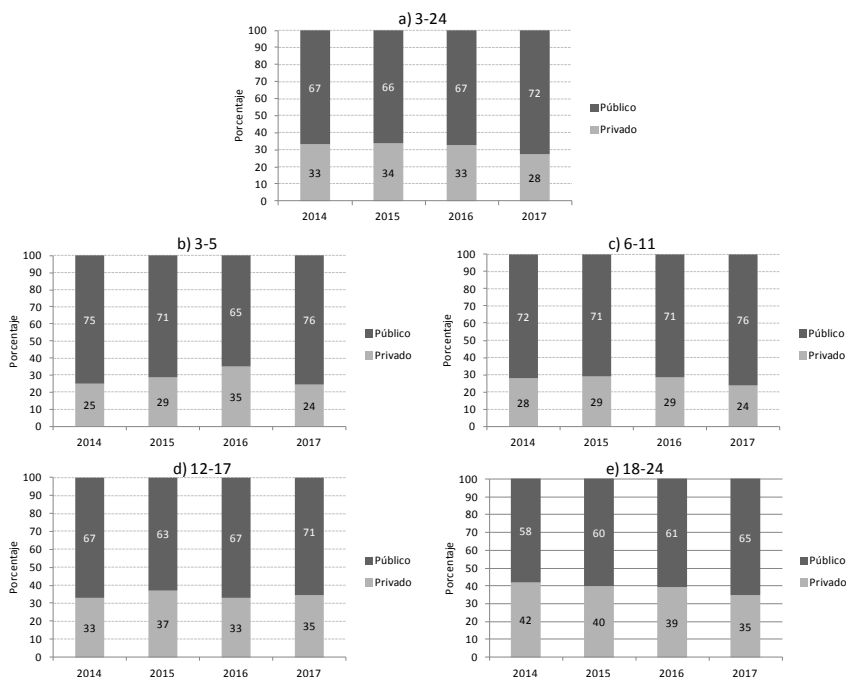 a) 3-24
Porcentaje
100
90
80
70
60
50
40
30
20
10
0
67 66 67 72
33 34 33 28
2014 2015 2016 2017
Público
Privado
b) 3-5
Porcentaje
100
90
80
70
60
50
40
30
20
10
0
75 71 65 76
25 29 35 24
2014 2015 2016 2017
Público
Privado
c) 6-11
Porcentaje
100
90
80
70
60
50
40
30
20
10
0
72 71 71 76
28 29 29 24
2014 2015 2016 2017
Público
Privado
d) 12-17
Porcentaje
100
90
80
70
60
50
40
30
20
10
0
67 63 67 71
33 37 33 35
2014 2015 2016 2017
Público
Privado
e) 18-24
Porcentaje
100
90
80
70
60
50
40
30
20
10
0
58 60 61 65
42 40 39 35
2014 2015 2016 2017
Público
Privado